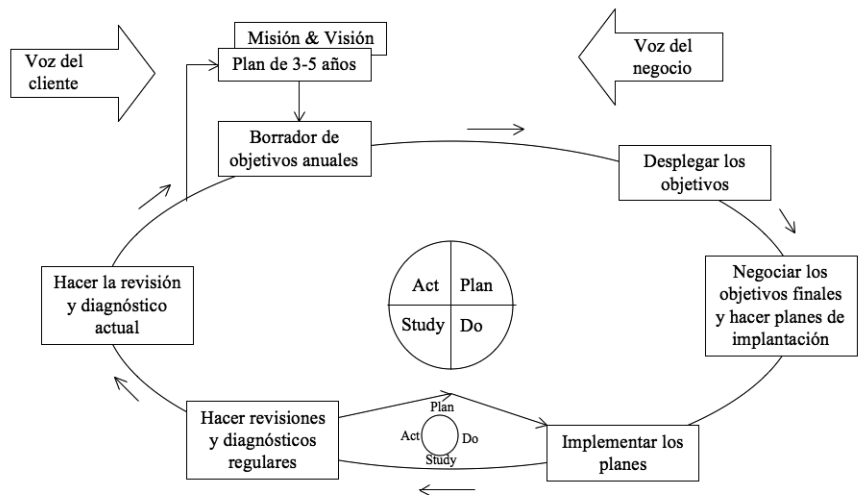 Misión & Visión
Voz del
cliente
Plan de 3-5 años
Voz del
negocio
Borrador de
objetivos anuales
Desplegar los
objetivos
Hacer la revisión
y diagnóstico
actual
Act
Plan
Study
Do
Negociar los
objetivos finales
y hacer planes de
implantación
Hacer revisiones
y diagnósticos
regulares
Plan
Act
Do
Study
Implementar los
planes